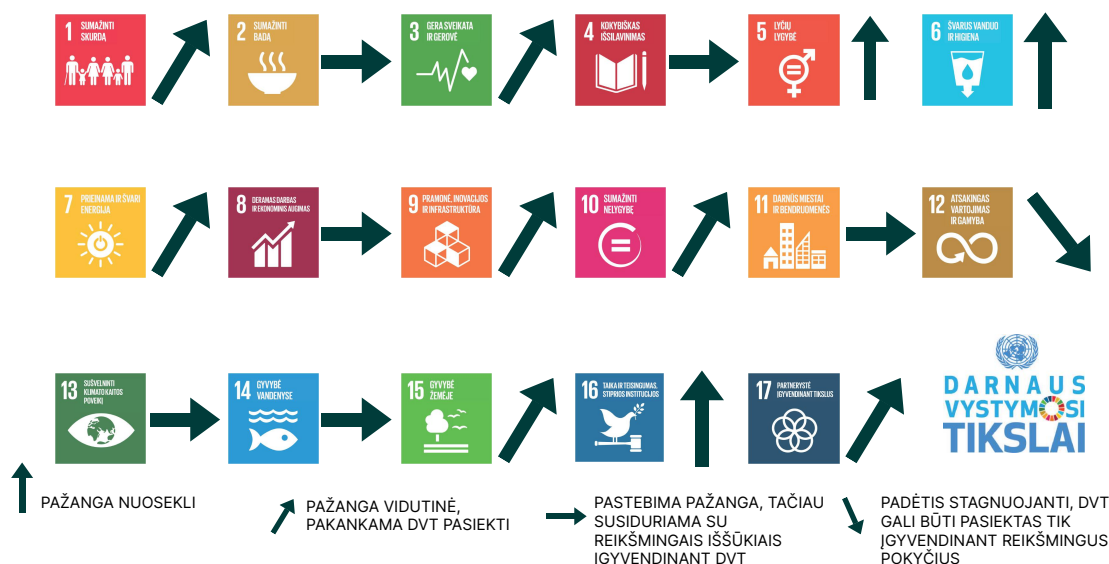 1 SUMAŽINTI
SKURDĄ
2 SUMAŽINTI
BADĄ
3 GERA SVEIKATA
IR GEROVĖ
4 KOKYBIŠKAS
IŠSILAVINIMAS
5 LYČIŲ
LYGYBĖ
6 ŠVARUS VANDUO
IR HIGIENA
7 PRIEINAMA IR ŠVARI
ENERGIJA
8 DERAMAS DARBAS
IR EKONOMINIS AUGIMAS
9 PRAMONĖ, INOVACIJOS
IR INFRASTRUKTŪRA
10 SUMAŽINTI
NELYGYBĘ
11 DARNŪS MIESTAI
IR BENDRUOMENĖS
12 ATSAKINGAS
VARTOJIMAS
IR GAMYBA
13 SUŠVELNINTI
KLIMATO KAITOS
POVEIKĮ
14 GYVYBĖ
VANDENYSE
15 GYVYBĖ
ŽEMĖJE
16 TAIKA IR TEISINGUMAS,
STIPRIOS INSTITUCIJOS
17 PARTNERYSTĖ
ĮGYVENDINANT TIKSLUS
DARNAUS
VYSTYMOSI
TIKSLAI
PAŽANGA NUOSEKLI
PAŽANGA VIDUTINĖ,
PAKANKAMA DVT PASIEKTI
PASTEBIMA PAŽANGA, TAČIAU
SUSIDURIAMA SU
REIKŠMINGAIS IŠŠŪKIAIS
ĮGYVENDINANT DVT
PADĖTIS STAGNUOJANTI, DVT
GALI BŪTI PASIEKTAS TIK
ĮGYVENDINANT REIKŠMINGUS
POKYČIUS